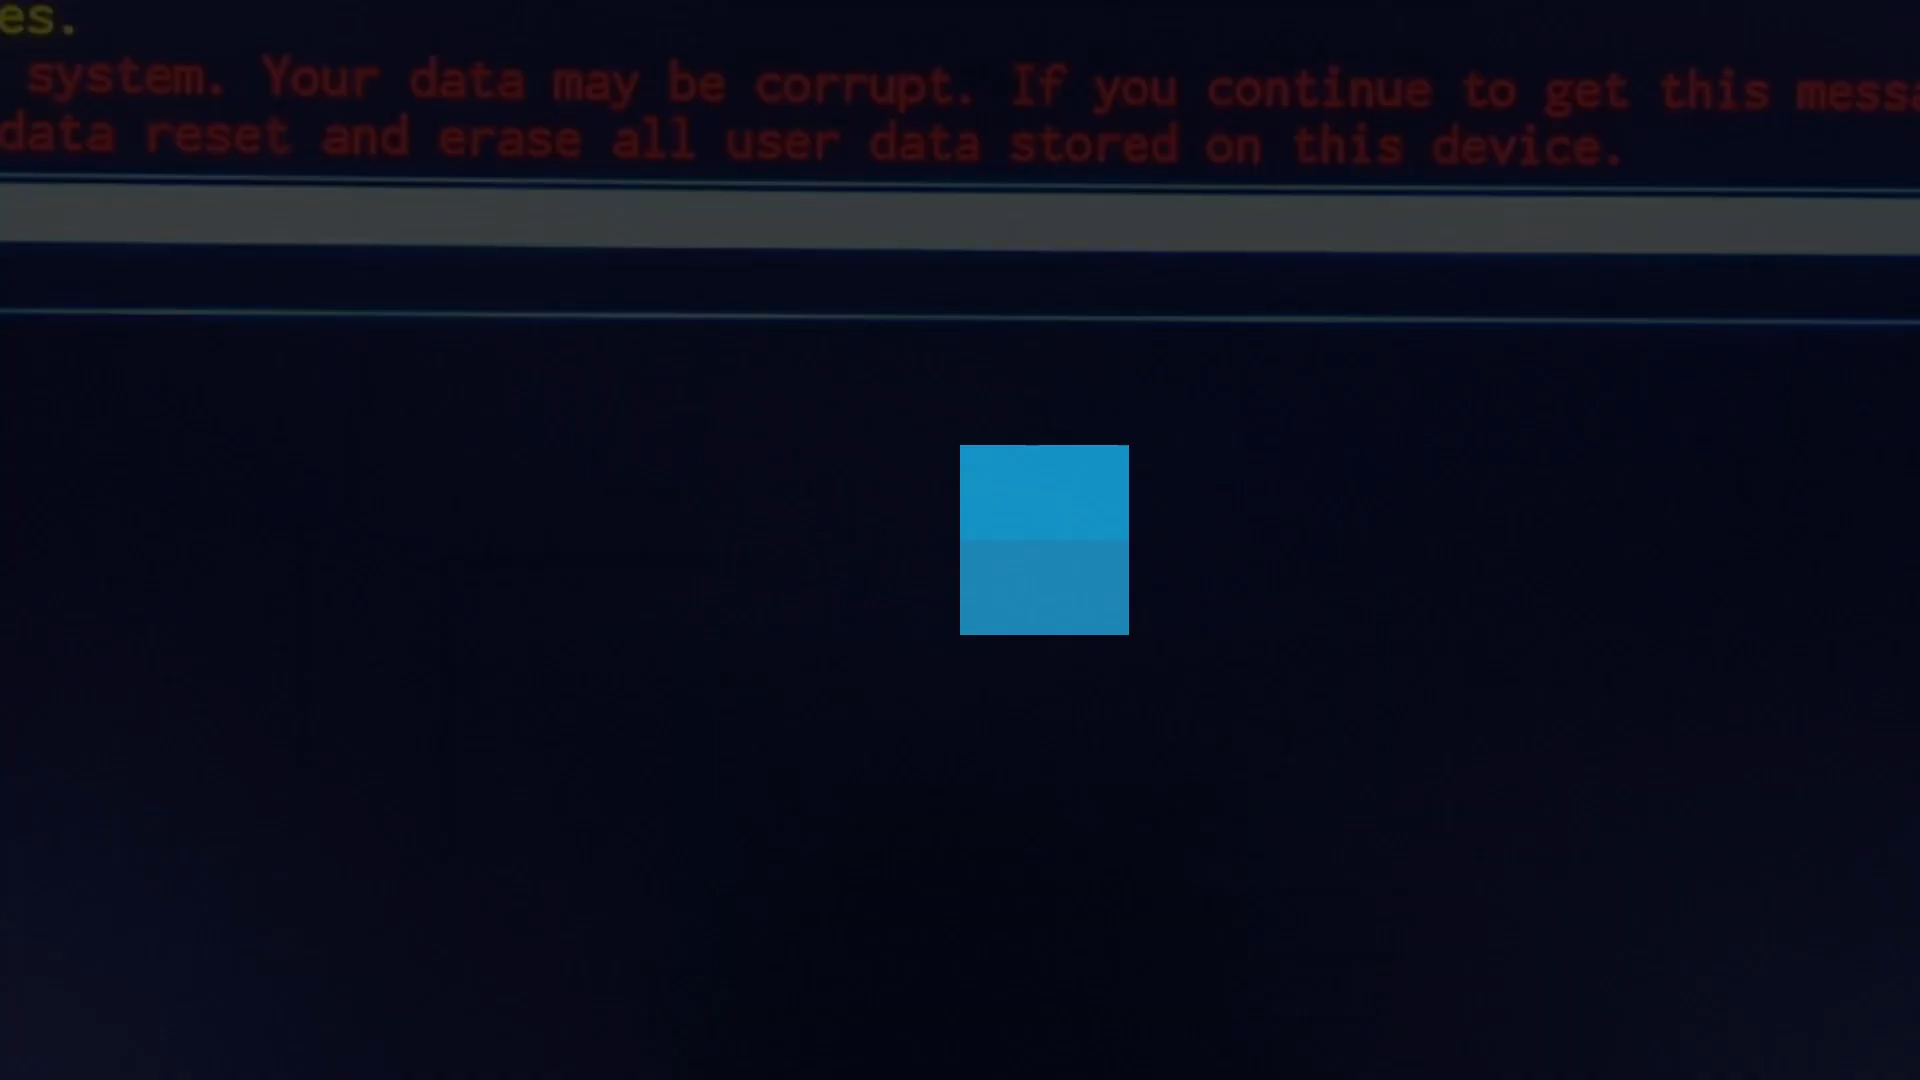 es.
system. Your data may be corrupt. If you continue to get this messa
data reset and erase all user data stored on this device.